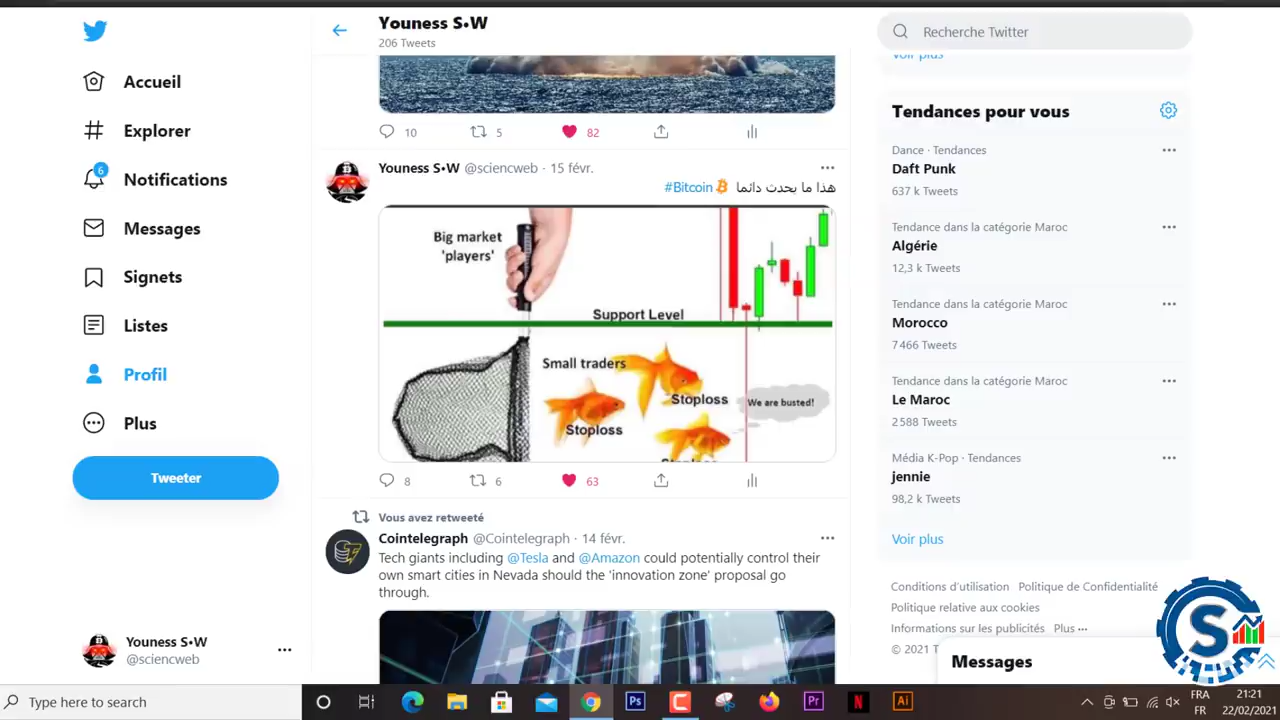 Youness S•W
206 Tweets
Recherche Twitter
Accueil
Explorer
6
Notifications
Messages
Signets
Listes
Profil
Plus
Tweeter
Youness S•W
@sciencweb
10
5
82
Youness S•W @sciencweb · 15 févr.
هذا ما يحدث دائما #Bitcoin
Big market
'players'
Support Level
Small traders
Stoploss
Stoploss
We are busted!
8
6
63
Vous avez retweeté
Cointelegraph @Cointelegraph · 14 févr.
Tech giants including @Tesla and @Amazon could potentially control their
own smart cities in Nevada should the 'innovation zone' proposal go
through.
Voir plus
Tendances pour vous
Dance · Tendances
Daft Punk
637 k Tweets
Tendance dans la catégorie Maroc
Algérie
12,3 k Tweets
Tendance dans la catégorie Maroc
Morocco
7 466 Tweets
Tendance dans la catégorie Maroc
Le Maroc
2 588 Tweets
Média K-Pop · Tendances
jennie
98,2 k Tweets
Voir plus
Conditions d'utilisation Politique de Confidentialité
Politique relative aux cookies
Informations sur les publicités Plus •••
© 2021 T
Messages
S
Type here to search
Ps
Pr
N
Ai
FRA
FR
21:21
22/02/2021